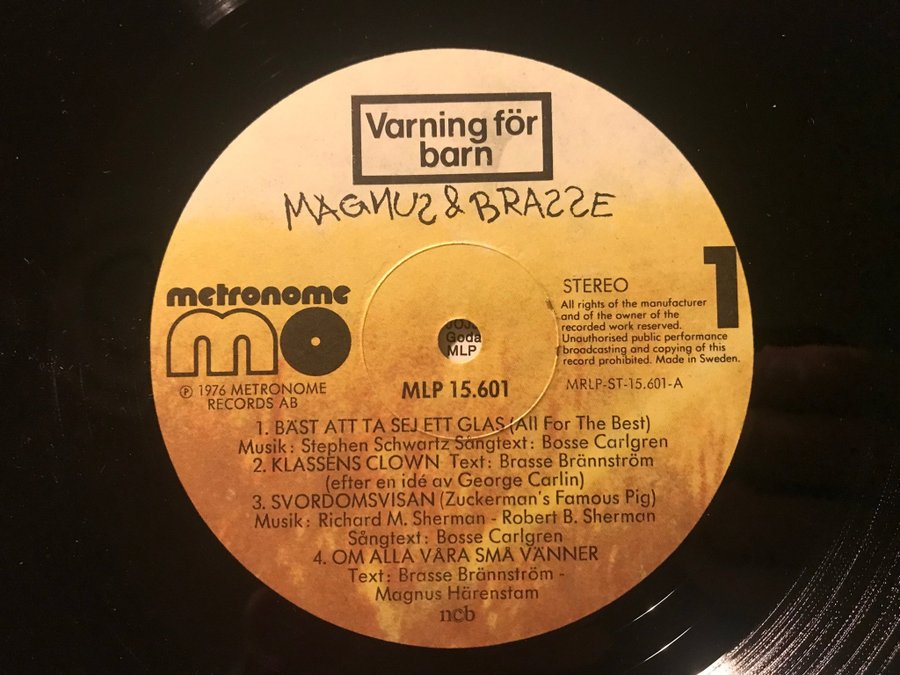 Varning för
barn
MAGNUS & BRASSE
metronome
mo
STEREO
1
All rights of the manufacturer
and of the owner of the
recorded work reserved.
Unauthorised public performance
broadcasting and copying of this
record prohibited. Made in Sweden.
Goda
MLP
℗ 1976 METRONOME
RECORDS AB
MLP 15.601
MRLP-ST-15.601-A
1. BÄST ATT TA SEJ ETT GLAS (All For The Best)
Musik: Stephen Schwartz Sångtext: Bosse Carlgren
2. KLASSENS CLOWN Text: Brasse Brännström
(efter en idé av George Carlin)
3. SVORDOMSVISAN (Zuckerman's Famous Pig)
Musik: Richard M. Sherman - Robert B. Sherman
Sångtext: Bosse Carlgren
4. OM ALLA VÅRA SMÅ VÄNNER
Text: Brasse Brännström -
Magnus Härenstam
ncb